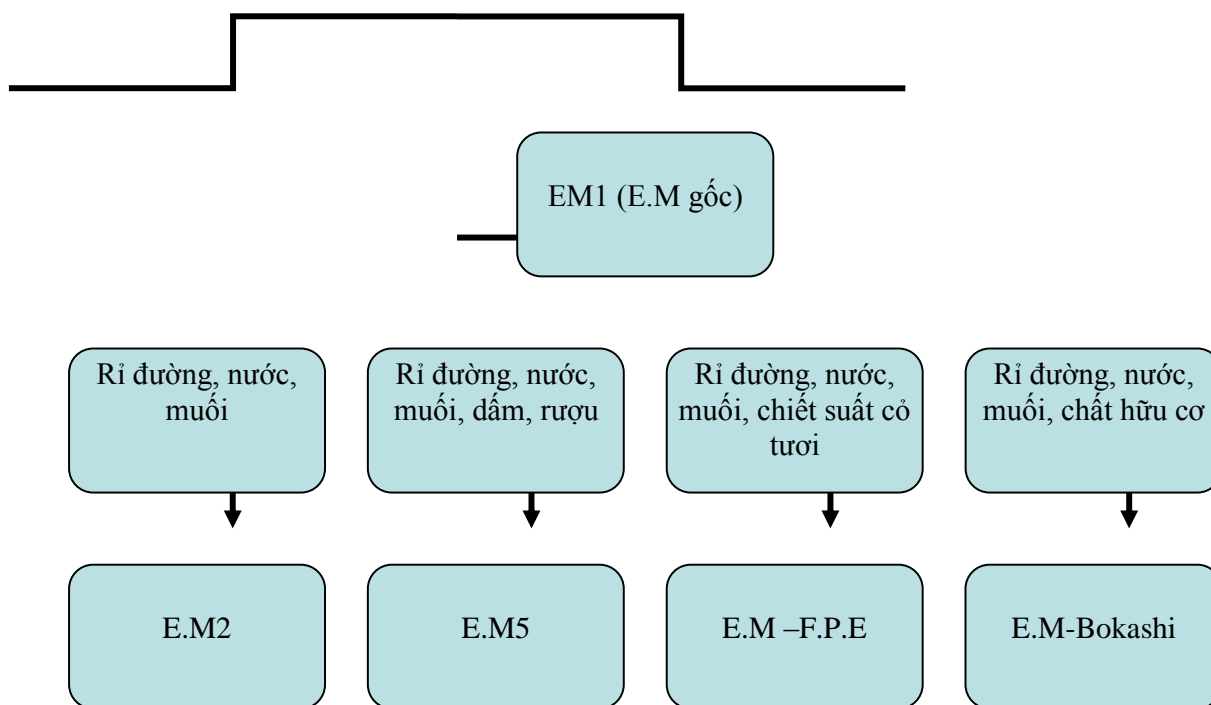 EM1 (E.M gốc)
Rỉ đường, nước,
muối
Rỉ đường, nước,
muối, dấm, rượu
Rỉ đường, nước,
muối, chiết suất cỏ
tươi
Rỉ đường, nước,
muối, chất hữu cơ
E.M2
E.M5
E.M –F.P.E
E.M-Bokashi